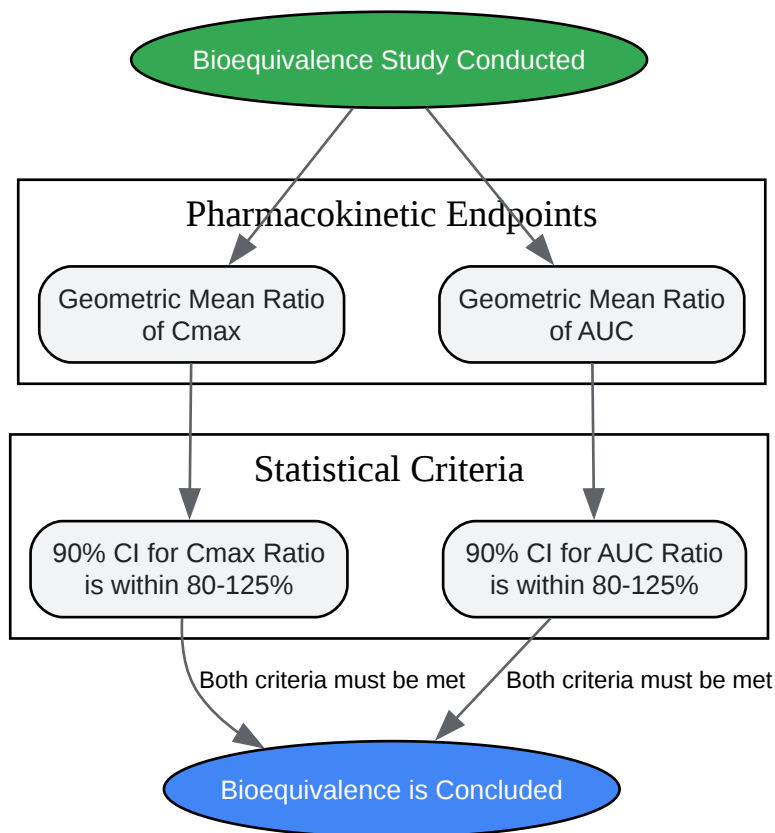 Bioequivalence Study Conducted
Pharmacokinetic Endpoints
Geometric Mean Ratio
of Cmax
Geometric Mean Ratio
of AUC
Statistical Criteria
90% CI for Cmax Ratio
is within 80-125%
90% CI for AUC Ratio
is within 80-125%
Both criteria must be met
Both criteria must be met
Bioequivalence is Concluded